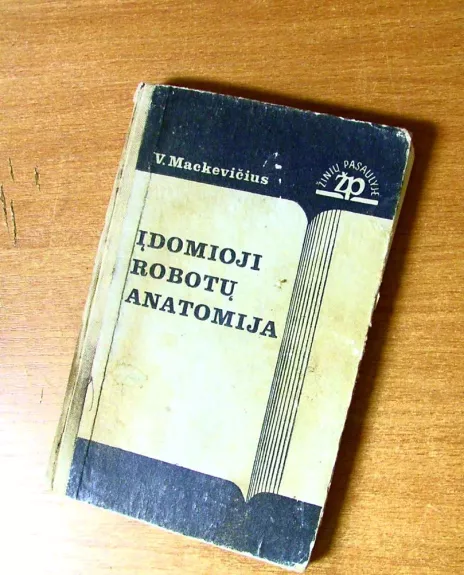 V. Mackevičius
ŽINIŲ PASAULYJE
žp
ĮDOMIOJI
ROBOTŲ
ANATOMIJA